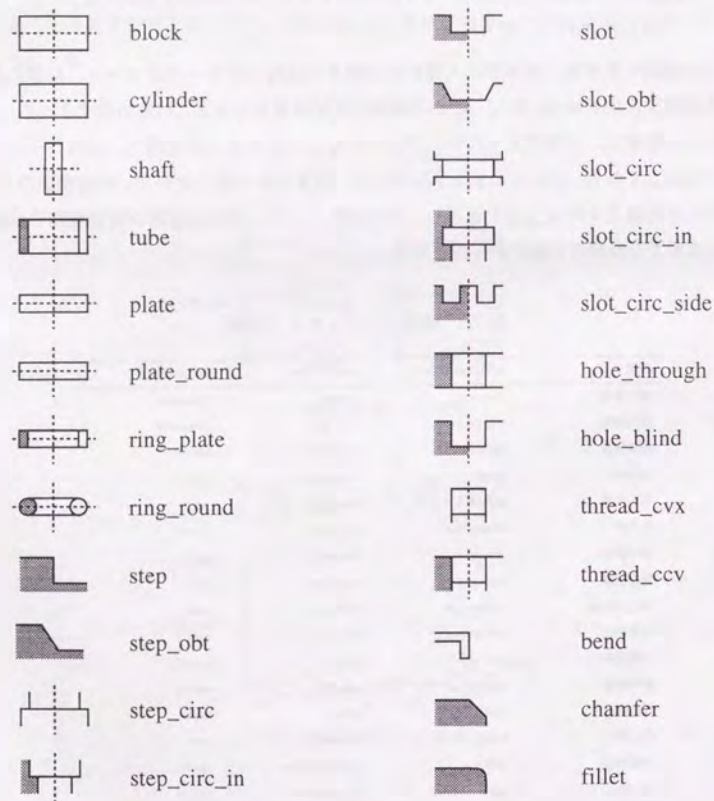 block
cylinder
shaft
tube
plate
plate_round
ring_plate
ring_round
step
step_obt
step_circ
step_circ_in
slot
slot_obt
slot_circ
slot_circ_in
slot_circ_side
hole_through
hole_blind
thread_cvx
thread_ccv
bend
chamfer
fillet